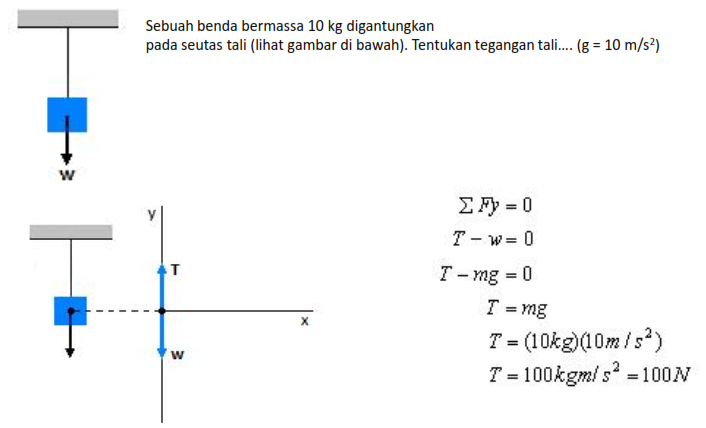 Sebuah benda bermassa 10 kg digantungkan
pada seutas tali (lihat gambar di bawah). Tentukan tegangan tali.... (g = 10 m/s²)
w
y
T
x
w
Σ Fy = 0
T − w = 0
T − mg = 0
T = mg
T = (10kg)(10m / s²)
T = 100kgm/ s² = 100N